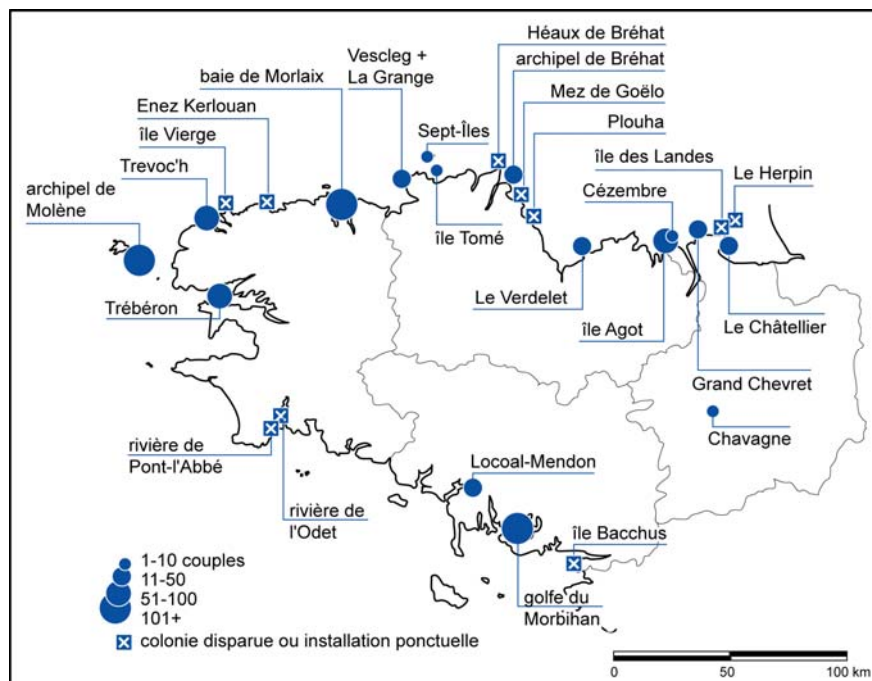 Héaux de Bréhat
archipel de Bréhat
Mez de Goëlo
Plouha
Vescleg +
La Grange
baie de Morlaix
Enez Kerlouan
île Vierge
Trevoc'h
archipel de
Molène
Sept-Îles
île Tomé
île des Landes
Cézembre
Le Herpin
Trébéron
Le Verdelet
île Agot
Le Châtellier
Grand Chevret
Chavagne
rivière de
Pont-l'Abbé
rivière de
l'Odet
Locoal-Mendon
île Bacchus
golfe du
Morbihan
1-10 couples
11-50
51-100
101+
colonie disparue ou installation ponctuelle
0 50 100 km